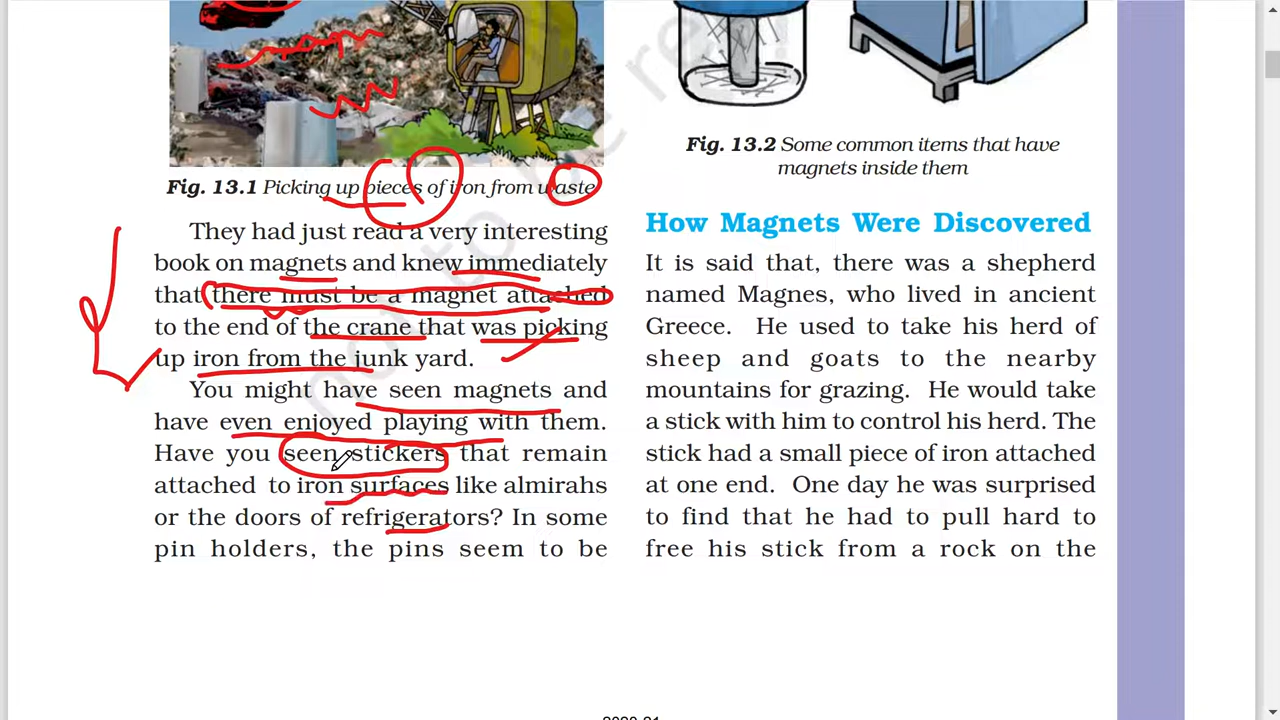 Fig. 13.1 Picking up pieces of iron from waste
They had just read a very interesting
book on magnets and knew immediately
that there must be a magnet attached
to the end of the crane that was picking
up iron from the junk yard.
You might have seen magnets and
have even enjoyed playing with them.
Have you seen stickers that remain
attached to iron surfaces like almirahs
or the doors of refrigerators? In some
pin holders, the pins seem to be
Fig. 13.2 Some common items that have
magnets inside them
How Magnets Were Discovered
It is said that, there was a shepherd
named Magnes, who lived in ancient
Greece. He used to take his herd of
sheep and goats to the nearby
mountains for grazing. He would take
a stick with him to control his herd. The
stick had a small piece of iron attached
at one end. One day he was surprised
to find that he had to pull hard to
free his stick from a rock on the
not to be re